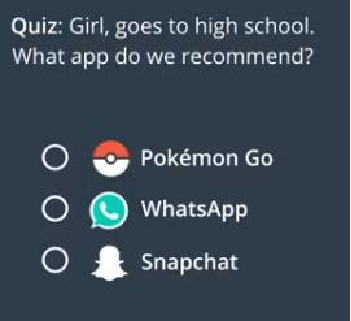 Quiz: Girl, goes to high school.
What app do we recommend?
Pokémon Go
WhatsApp
Snapchat